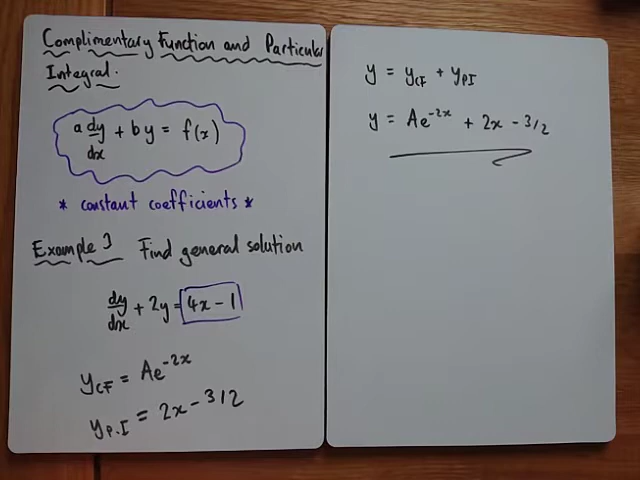 Complimentary Function and Particular
Integral.
a dy/dx + by = f(x)
* constant coefficients *
Example 1 Find general solution
dy/dx + 2y = 4x - 1
yCF = Ae^-2x
yP.I = 2x - 3/2
y = yCF + yPI
y = Ae^-2x + 2x - 3/2